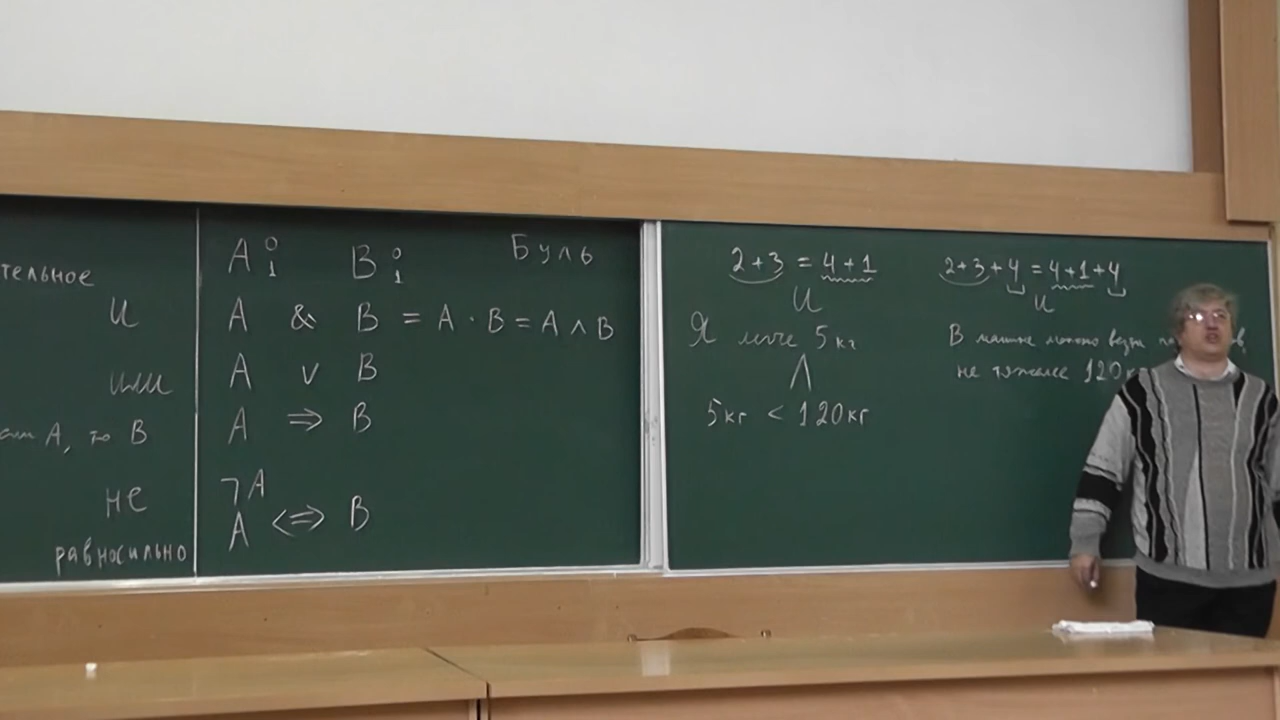 тельное
и
или
А, то В
не
равносильно
A 0 1 B 0 1 Буль
A & B = A · B = A ∧ B
A v B
A ⇒ B
¬A
A ⇔ B
2+3 = 4+1
и
Я легче 5 кг
∧
5кг < 120кг
2+3+4 = 4+1+4
и
В машине можно везти
не тяжелее 120